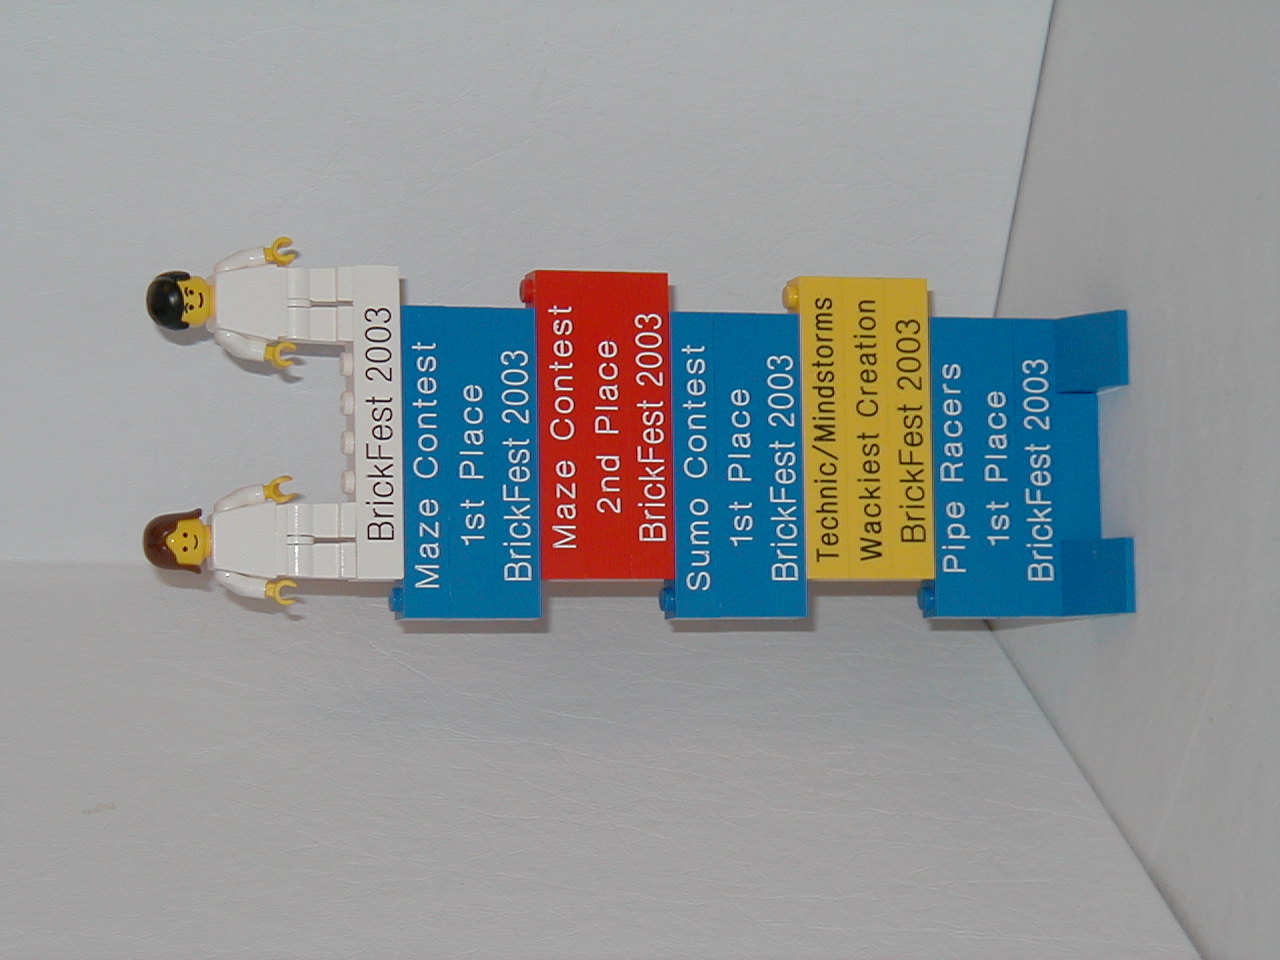 BrickFest 2003
Maze Contest
1st Place
BrickFest 2003
Maze Contest
2nd Place
BrickFest 2003
Sumo Contest
1st Place
BrickFest 2003
Technic/Mindstorms
Wackiest Creation
BrickFest 2003
Pipe Racers
1st Place
BrickFest 2003